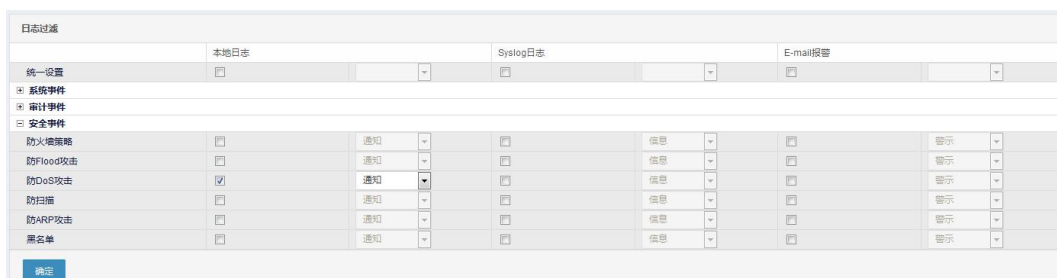 日志过滤
本地日志 Syslog日志 E-mail报警
统一设置
系统事件
审计事件
安全事件
防火墙策略 通知 信息 警示
防Flood攻击 通知 信息 警示
防DoS攻击 通知 信息 警示
防扫描 通知 信息 警示
防ARP攻击 通知 信息 警示
黑名单 通知 信息 警示
确定